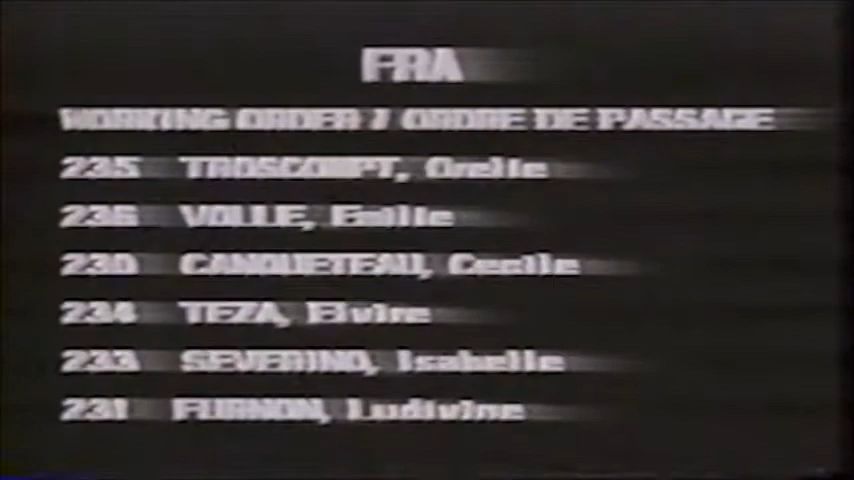 FRA
WORKING ORDER / ORDRE DE PASSAGE
235 TROSCOMPT, Orelie
236 VOLLE, Emilie
230 CANQUETEAU, Cecile
234 TEZA, Elvire
233 SEVERINO, Isabelle
231 FURNON, Ludivine